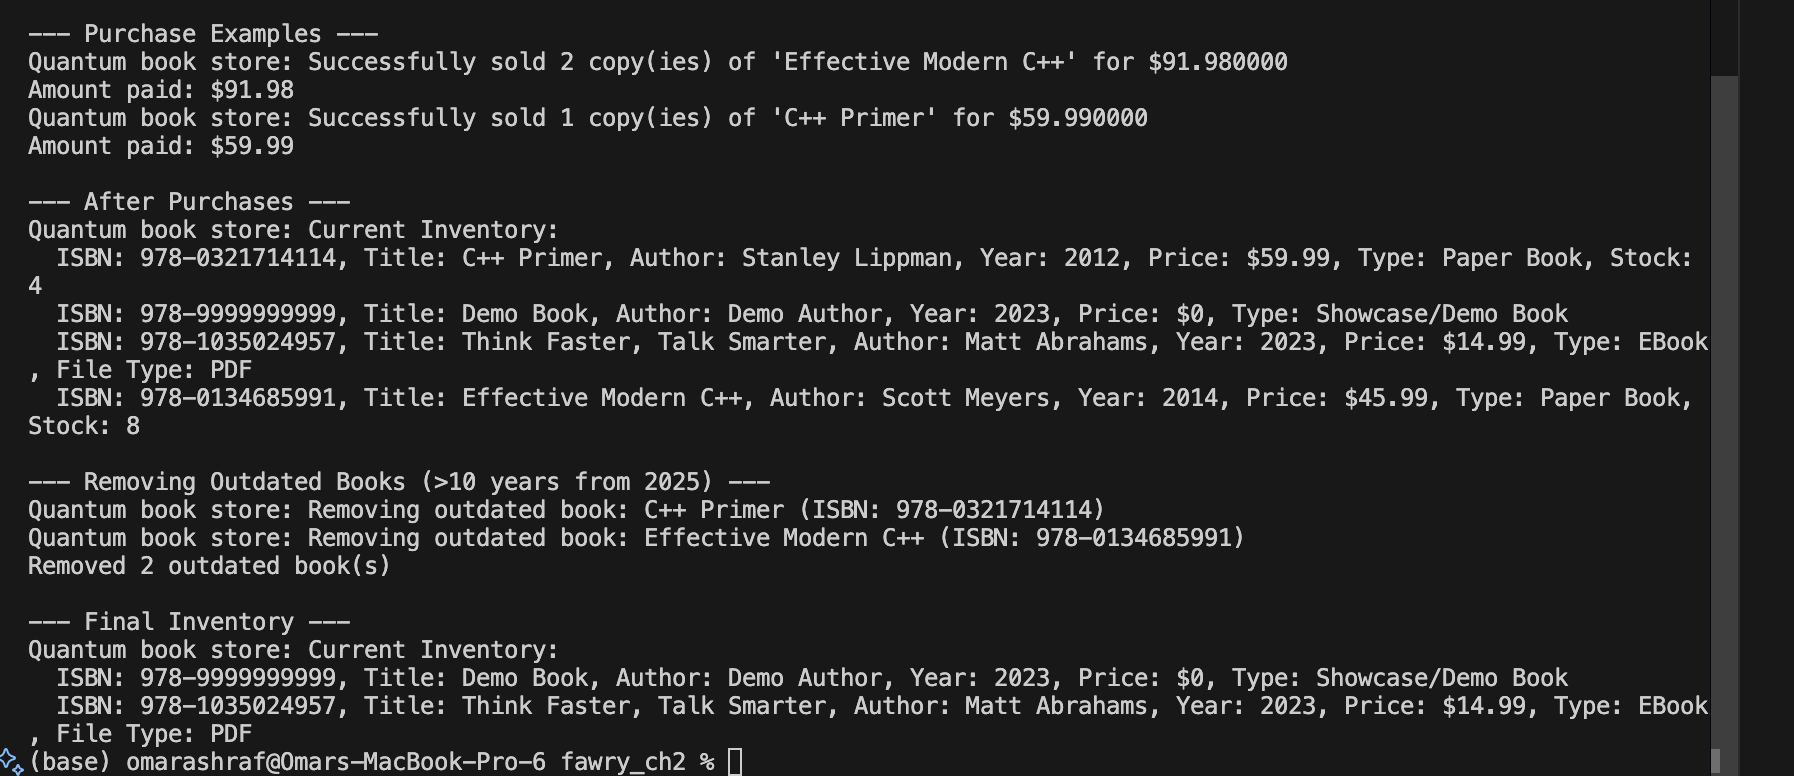 --- Purchase Examples ---
Quantum book store: Successfully sold 2 copy(ies) of 'Effective Modern C++' for $91.980000
Amount paid: $91.98
Quantum book store: Successfully sold 1 copy(ies) of 'C++ Primer' for $59.990000
Amount paid: $59.99

--- After Purchases ---
Quantum book store: Current Inventory:
  ISBN: 978-0321714114, Title: C++ Primer, Author: Stanley Lippman, Year: 2012, Price: $59.99, Type: Paper Book, Stock:
4
  ISBN: 978-9999999999, Title: Demo Book, Author: Demo Author, Year: 2023, Price: $0, Type: Showcase/Demo Book
  ISBN: 978-1035024957, Title: Think Faster, Talk Smarter, Author: Matt Abrahams, Year: 2023, Price: $14.99, Type: EBook
, File Type: PDF
  ISBN: 978-0134685991, Title: Effective Modern C++, Author: Scott Meyers, Year: 2014, Price: $45.99, Type: Paper Book,
Stock: 8

--- Removing Outdated Books (>10 years from 2025) ---
Quantum book store: Removing outdated book: C++ Primer (ISBN: 978-0321714114)
Quantum book store: Removing outdated book: Effective Modern C++ (ISBN: 978-0134685991)
Removed 2 outdated book(s)

--- Final Inventory ---
Quantum book store: Current Inventory:
  ISBN: 978-9999999999, Title: Demo Book, Author: Demo Author, Year: 2023, Price: $0, Type: Showcase/Demo Book
  ISBN: 978-1035024957, Title: Think Faster, Talk Smarter, Author: Matt Abrahams, Year: 2023, Price: $14.99, Type: EBook
, File Type: PDF
(base) omarashraf@Omars-MacBook-Pro-6 fawry_ch2 %